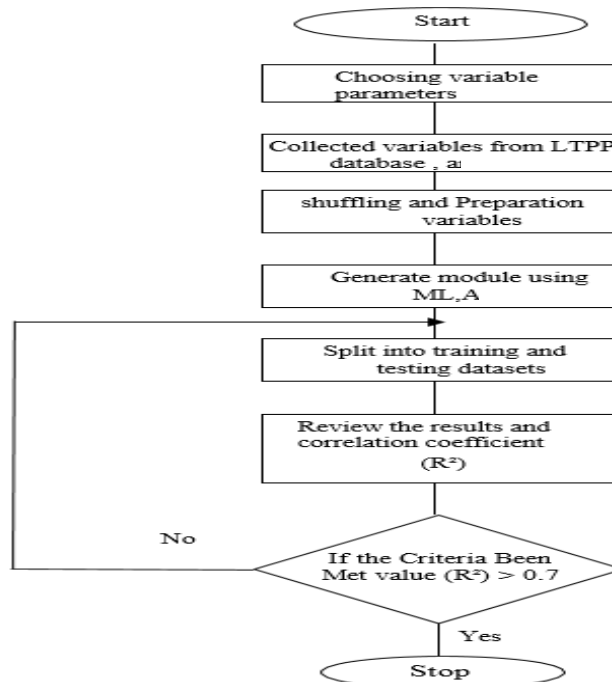 Start
Choosing variable
parameters
Collected variables from LTPP
database , a
shuffling and Preparation
variables
Generate module using
ML,A
Split into training and
testing datasets
Review the results and
correlation coefficient
(R²)
No
If the Criteria Been
Met value (R²) > 0.7
Yes
Stop